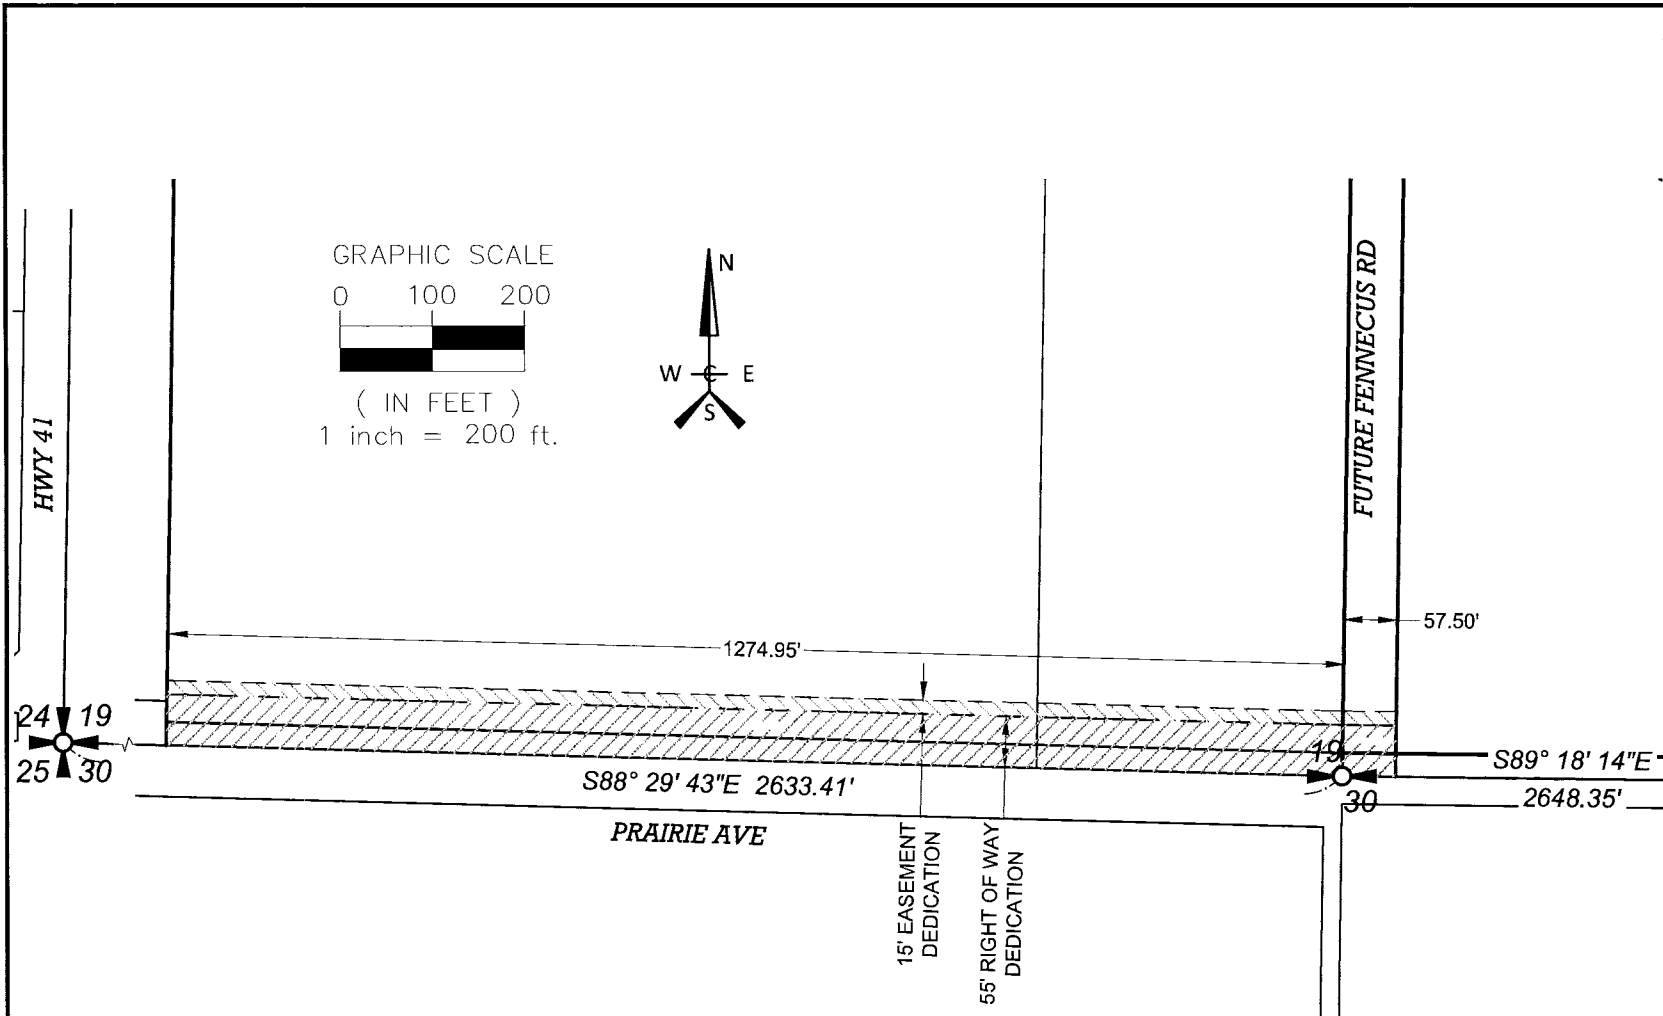 GRAPHIC SCALE
0 100 200
( IN FEET )
1 inch = 200 ft.
N
W C E
S
HWY 41
FUTURE FENNECUS RD
57.50'
1274.95'
24 19
25 30
19
30
S88° 29' 43"E 2633.41'
S89° 18' 14"E
2648.35'
PRAIRIE AVE
15' EASEMENT
DEDICATION
55' RIGHT OF WAY
DEDICATION